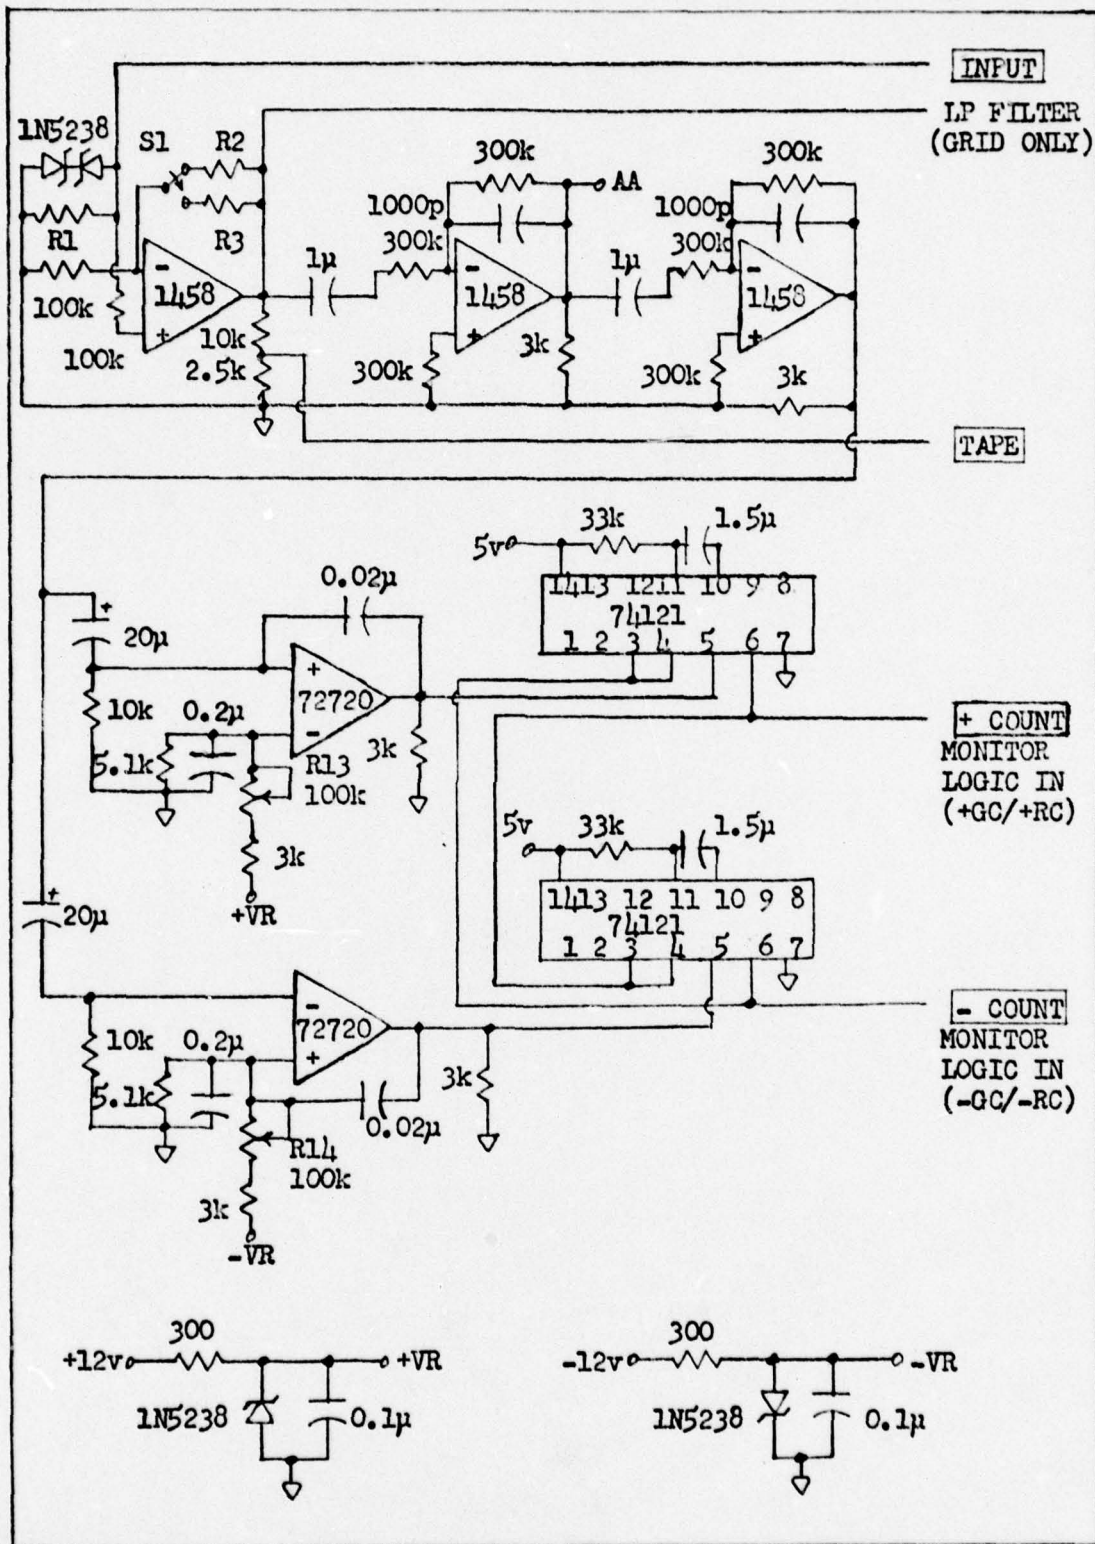 INPUT
LP FILTER
(GRID ONLY)
1N5238
S1
R2
R3
R1
100k
100k
-
+
1458
10k
2.5k
1μ
300k
1000p
300k
AA
-
+
1458
300k
3k
1μ
300k
1000p
300k
-
+
1458
300k
3k
TAPE
33k
1.5μ
5v
14 13 12 11 10 9 8
74121
1 2 3 4 5 6 7
+
20μ
0.02μ
+
-
72720
10k
0.2μ
5.1k
R13
100k
3k
3k
+VR
+ COUNT
MONITOR
LOGIC IN
(+GC/+RC)
33k
1.5μ
5v
14 13 12 11 10 9 8
74121
1 2 3 4 5 6 7
+
20μ
-
+
72720
10k
0.2μ
5.1k
0.02μ
3k
R14
100k
3k
-VR
- COUNT
MONITOR
LOGIC IN
(-GC/-RC)
300
+12v
+VR
1N5238
0.1μ
300
-12v
-VR
1N5238
0.1μ